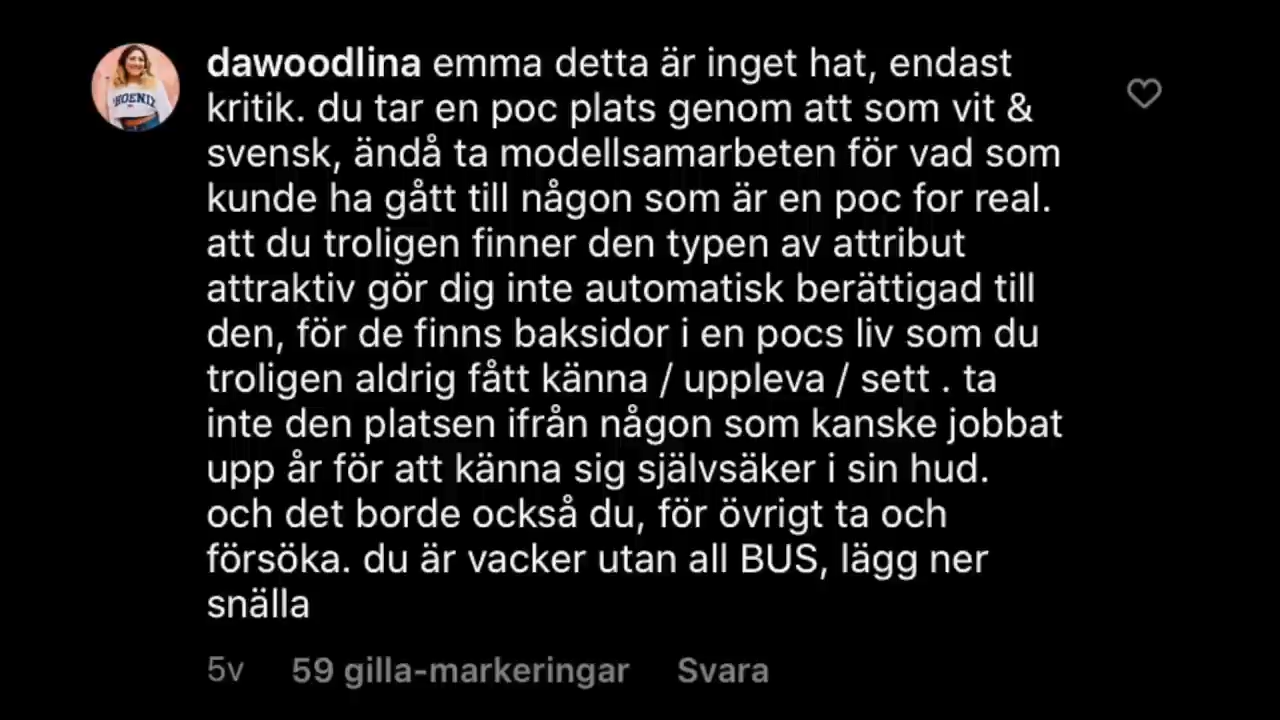 dawoodlina emma detta är inget hat, endast
kritik. du tar en poc plats genom att som vit &
svensk, ändå ta modellsamarbeten för vad som
kunde ha gått till någon som är en poc for real.
att du troligen finner den typen av attribut
attraktiv gör dig inte automatisk berättigad till
den, för de finns baksidor i en pocs liv som du
troligen aldrig fått känna / uppleva / sett . ta
inte den platsen ifrån någon som kanske jobbat
upp år för att känna sig självsäker i sin hud.
och det borde också du, för övrigt ta och
försöka. du är vacker utan all BUS, lägg ner
snälla
5v 59 gilla-markeringar Svara